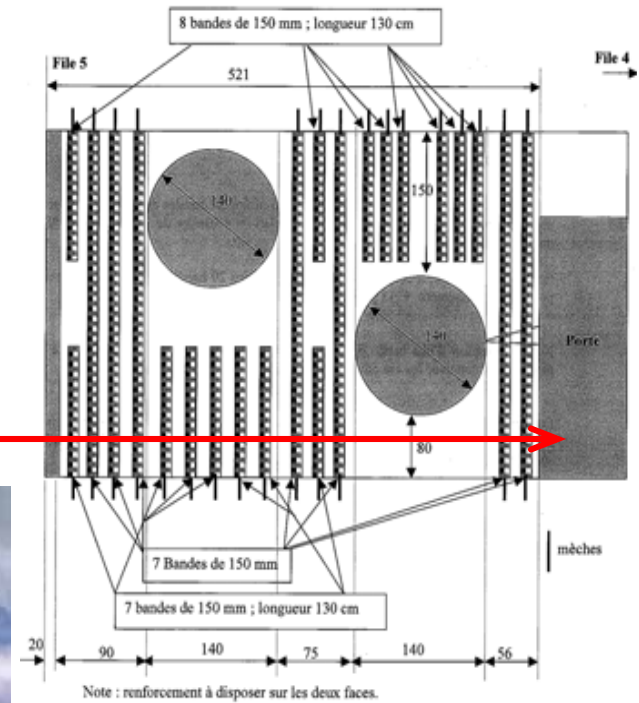 8 bandes de 150 mm ; longueur 130 cm
File 5
File 4
521
140
150
140
Porte
80
mèches
7 Bandes de 150 mm
7 bandes de 150 mm ; longueur 130 cm
20
90
140
75
140
56
Note : renforcement à disposer sur les deux faces.